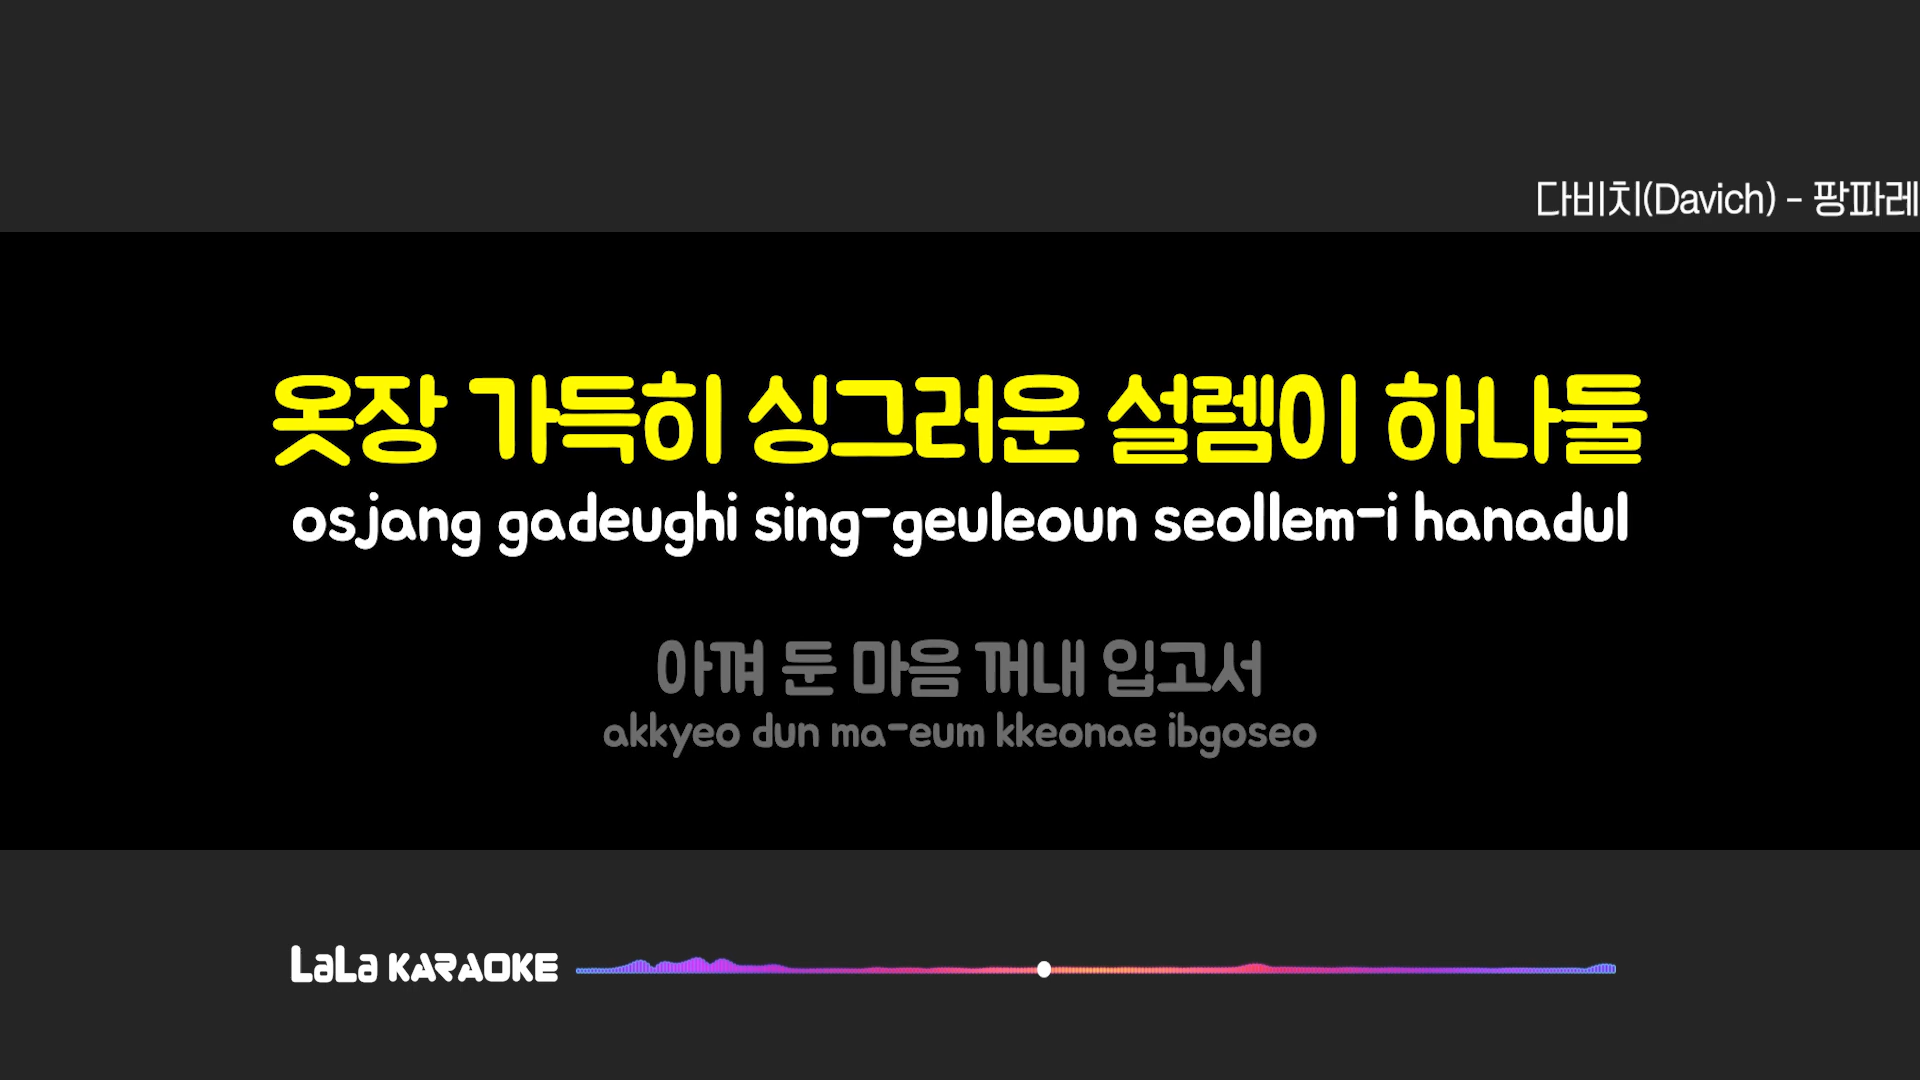 다비치(Davich) - 팡파레
옷장 가득히 싱그러운 설렘이 하나둘
osjang gadeughi sing-geuleoun seollem-i hanadul
아껴 둔 마음 꺼내 입고서
akkyeo dun ma-eum kkeonae ibgoseo
LaLa KARAOKE